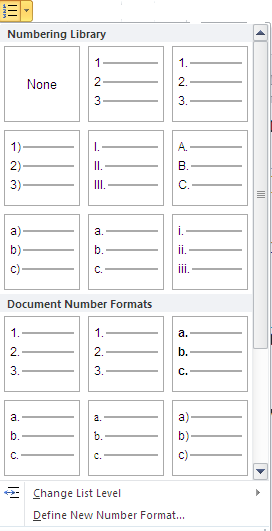 Numbering Library
None 1 1.
2 2.
3 3.
1) I. A.
2) II. B.
3) III. C.
a) a. i.
b) b. ii.
c) c. iii.
Document Number Formats
1. 1. a.
2. 2. b.
3. 3. c.
a. a. a)
b. b. b)
c. c. c)
Change List Level
Define New Number Format...